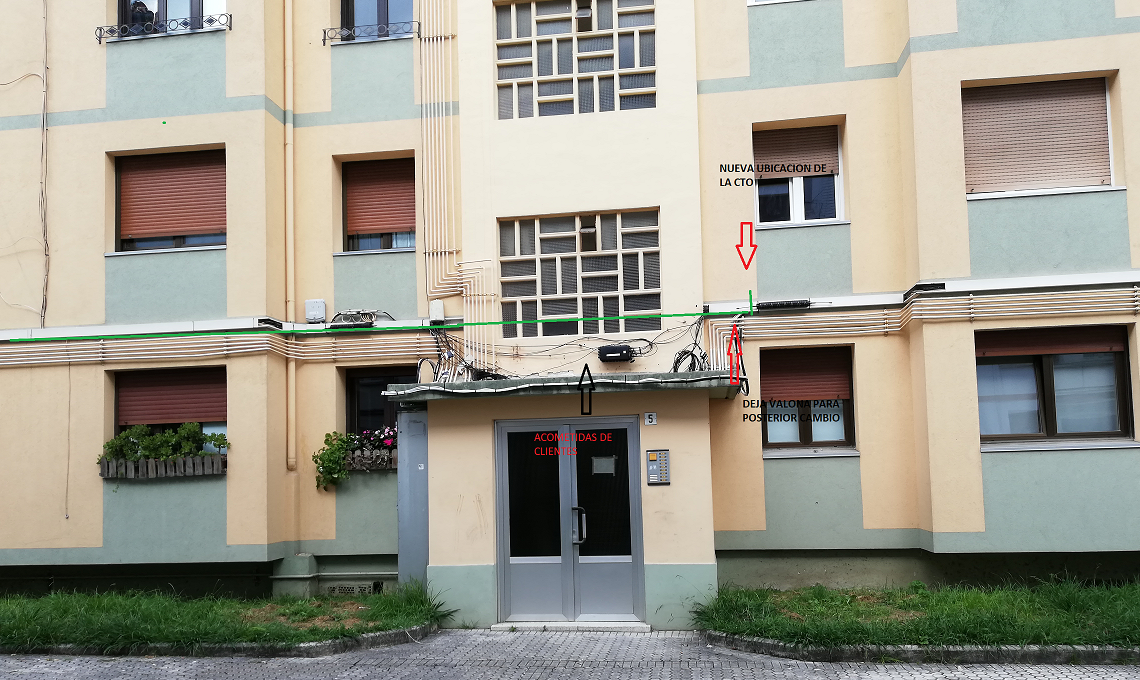 NUEVA UBICACION DE
LA CTO
DEJA VALONA PARA
POSTERIOR CAMBIO
5
ACOMETIDAS DE
CLIENTES